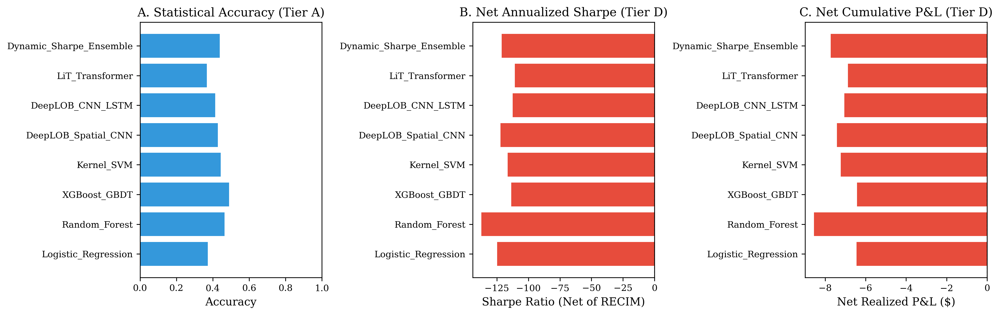 A. Statistical Accuracy (Tier A)
Dynamic_Sharpe_Ensemble
LiT_Transformer
DeepLOB_CNN_LSTM
DeepLOB_Spatial_CNN
Kernel_SVM
XGBoost_GBDT
Random_Forest
Logistic_Regression
0.0 0.2 0.4 0.6 0.8 1.0
Accuracy
B. Net Annualized Sharpe (Tier D)
Dynamic_Sharpe_Ensemble
LiT_Transformer
DeepLOB_CNN_LSTM
DeepLOB_Spatial_CNN
Kernel_SVM
XGBoost_GBDT
Random_Forest
Logistic_Regression
−125 −100 −75 −50 −25 0
Sharpe Ratio (Net of RECIM)
C. Net Cumulative P&L (Tier D)
Dynamic_Sharpe_Ensemble
LiT_Transformer
DeepLOB_CNN_LSTM
DeepLOB_Spatial_CNN
Kernel_SVM
XGBoost_GBDT
Random_Forest
Logistic_Regression
−8 −6 −4 −2 0
Net Realized P&L ($)